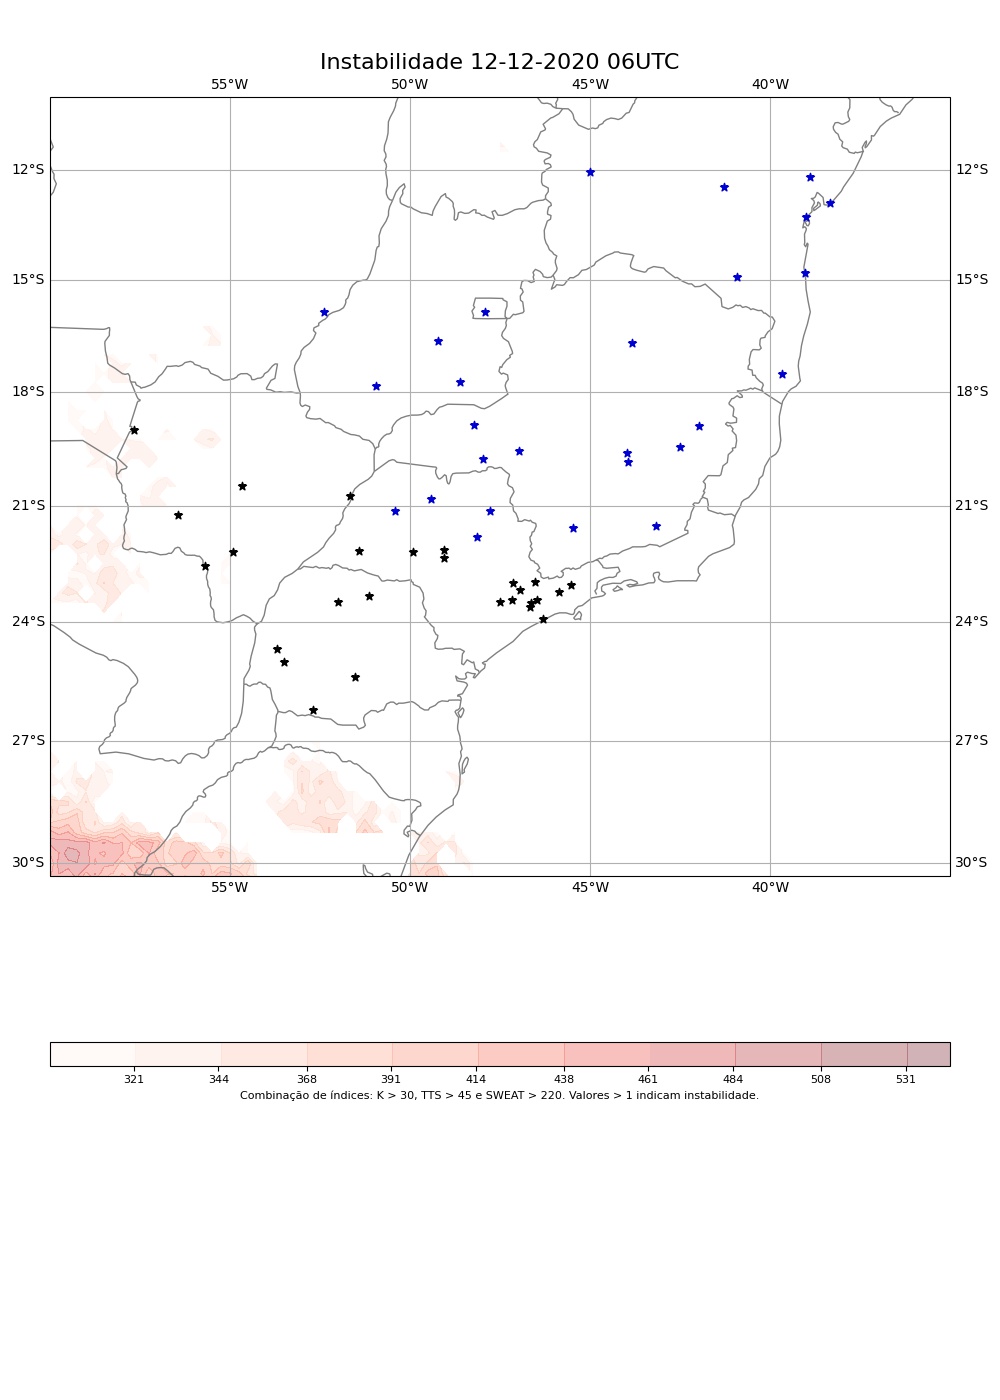 Instabilidade 12-12-2020 06UTC
55°W 50°W 45°W 40°W
12°S 12°S
15°S 15°S
18°S 18°S
21°S 21°S
24°S 24°S
27°S 27°S
30°S 30°S
55°W 50°W 45°W 40°W
321 344 368 391 414 438 461 484 508 531
Combinação de índices: K > 30, TTS > 45 e SWEAT > 220. Valores > 1 indicam instabilidade.